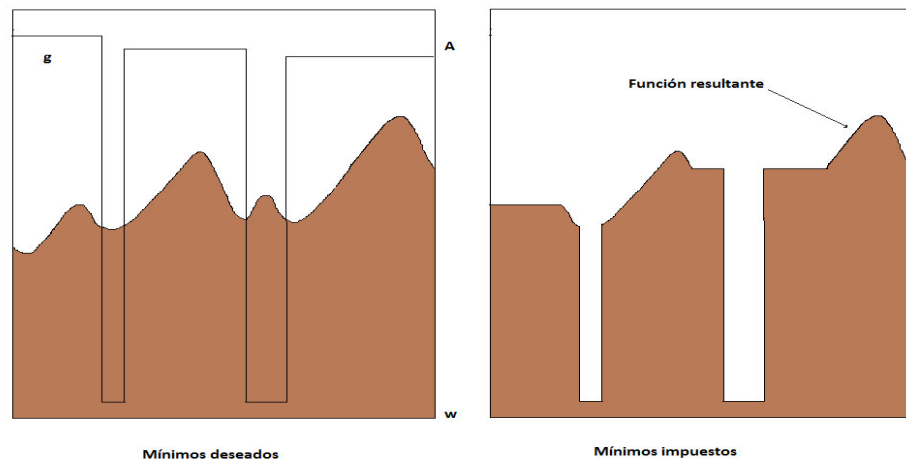 g
A
w
Mínimos deseados
Función resultante
Mínimos impuestos